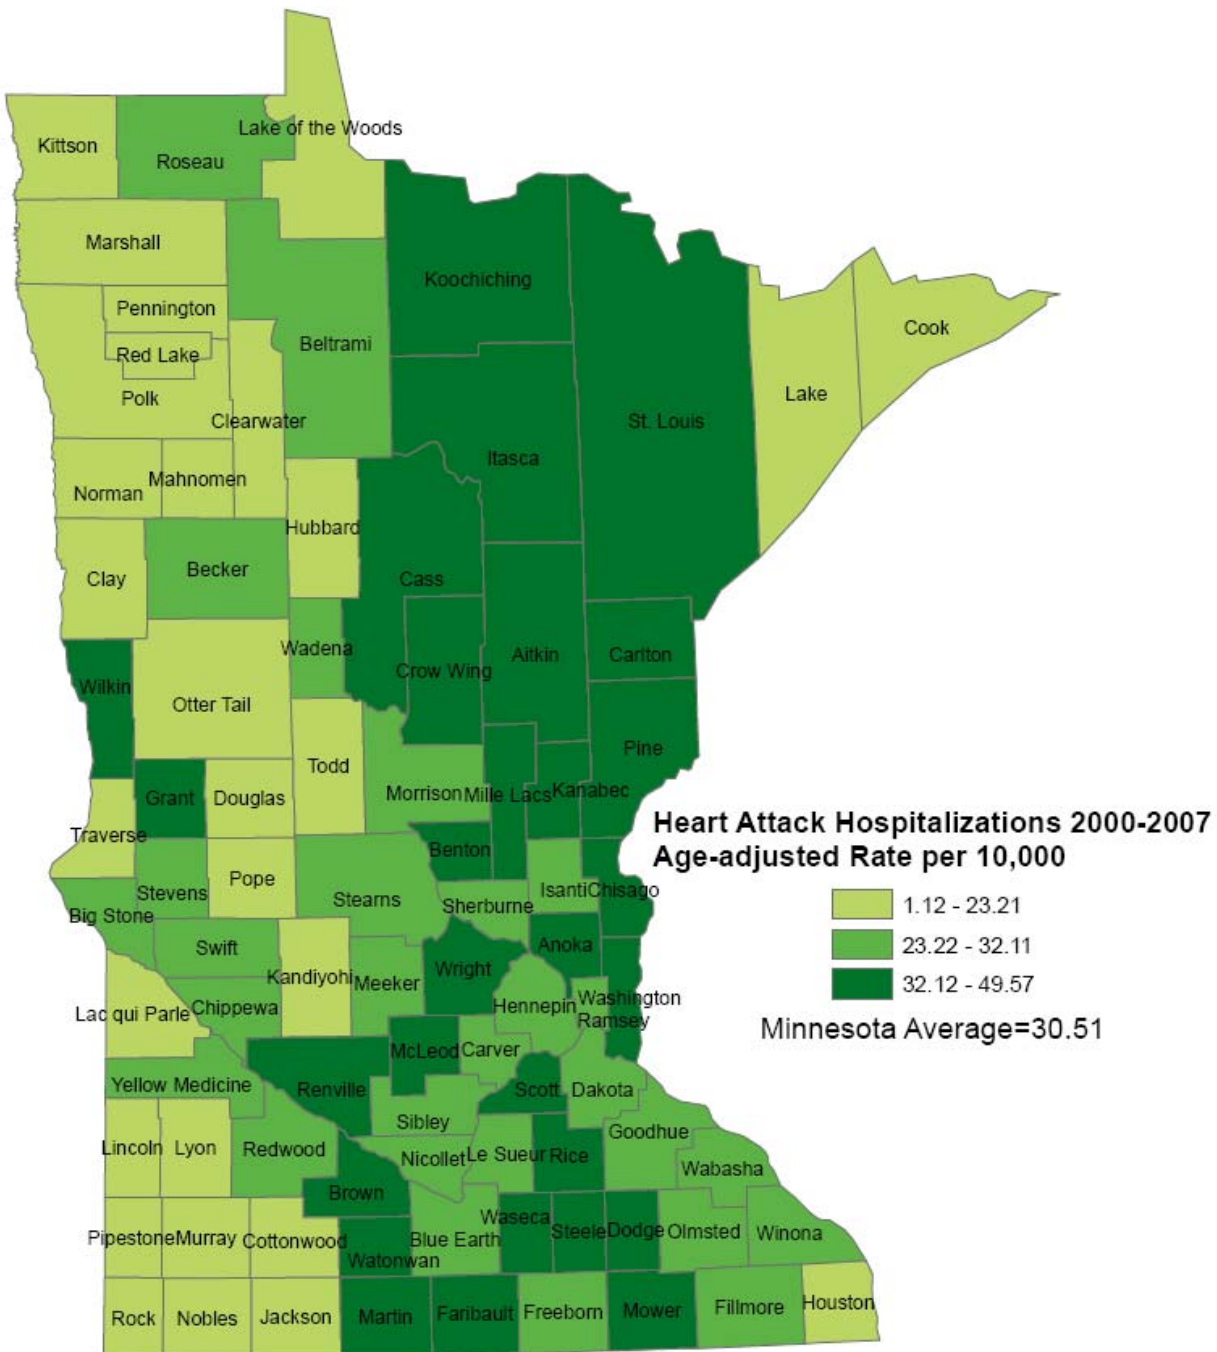 Lake of the Woods
Kittson
Roseau
Marshall
Koochiching
Pennington
Cook
Beltrami
Red Lake
Lake
Polk
Clearwater
St. Louis
Itasca
Mahnomen
Norman
Hubbard
Becker
Clay
Cass
Wadena
Aitkin
Carlton
Crow Wing
Wilkin
Otter Tail
Pine
Todd
Kanabec
Morrison
Mille Lacs
Grant
Douglas
Traverse
Benton
Heart Attack Hospitalizations 2000-2007
Age-adjusted Rate per 10,000
1.12 - 23.21
23.22 - 32.11
32.12 - 49.57
Minnesota Average=30.51
Pope
Stevens
Isanti
Chisago
Stearns
Sherburne
Big Stone
Anoka
Swift
Wright
Kandiyohi
Meeker
Washington
Hennepin
Chippewa
Lac qui Parle
Ramsey
McLeod
Carver
Yellow Medicine
Renville
Scott
Dakota
Sibley
Goodhue
Lincoln
Lyon
Redwood
Nicollet
Le Sueur
Rice
Wabasha
Brown
Waseca
Steele
Dodge
Olmsted
Winona
Pipestone
Murray
Cottonwood
Blue Earth
Watonwan
Rock
Nobles
Jackson
Martin
Faribault
Freeborn
Mower
Fillmore
Houston